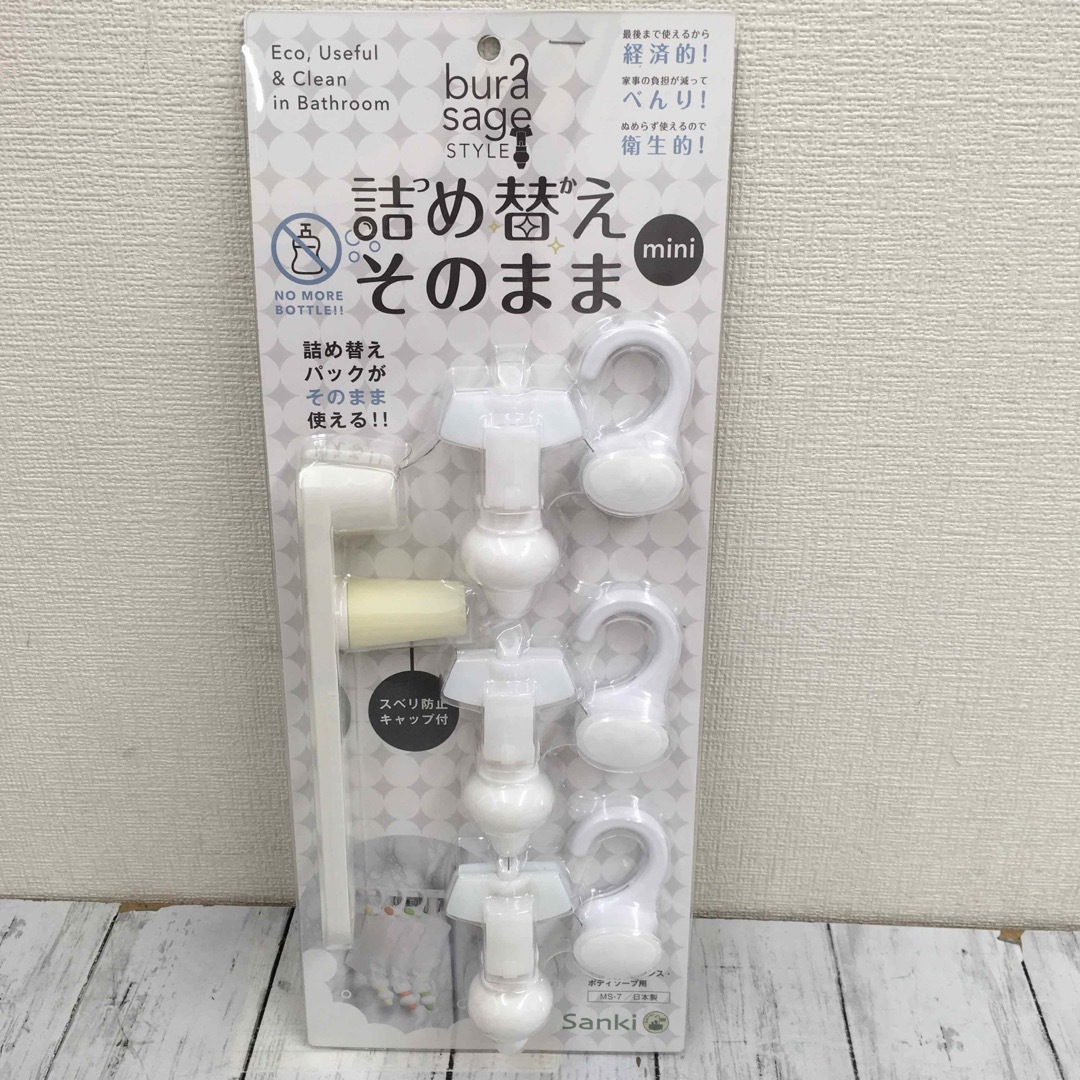 Eco, Useful
& Clean
in Bathroom
bura
sage
STYLE
最後まで使えるから
経済的!
家事の負担が減って
べんり!
ぬめらず使えるので
衛生的!
つ か
詰め替え
そのまま
mini
NO MORE
BOTTLE!!
詰め替え
パックが
そのまま
使える!!
スベリ防止
キャップ付
ンス・
ボディソープ用
MS-7/日本製
Sanki